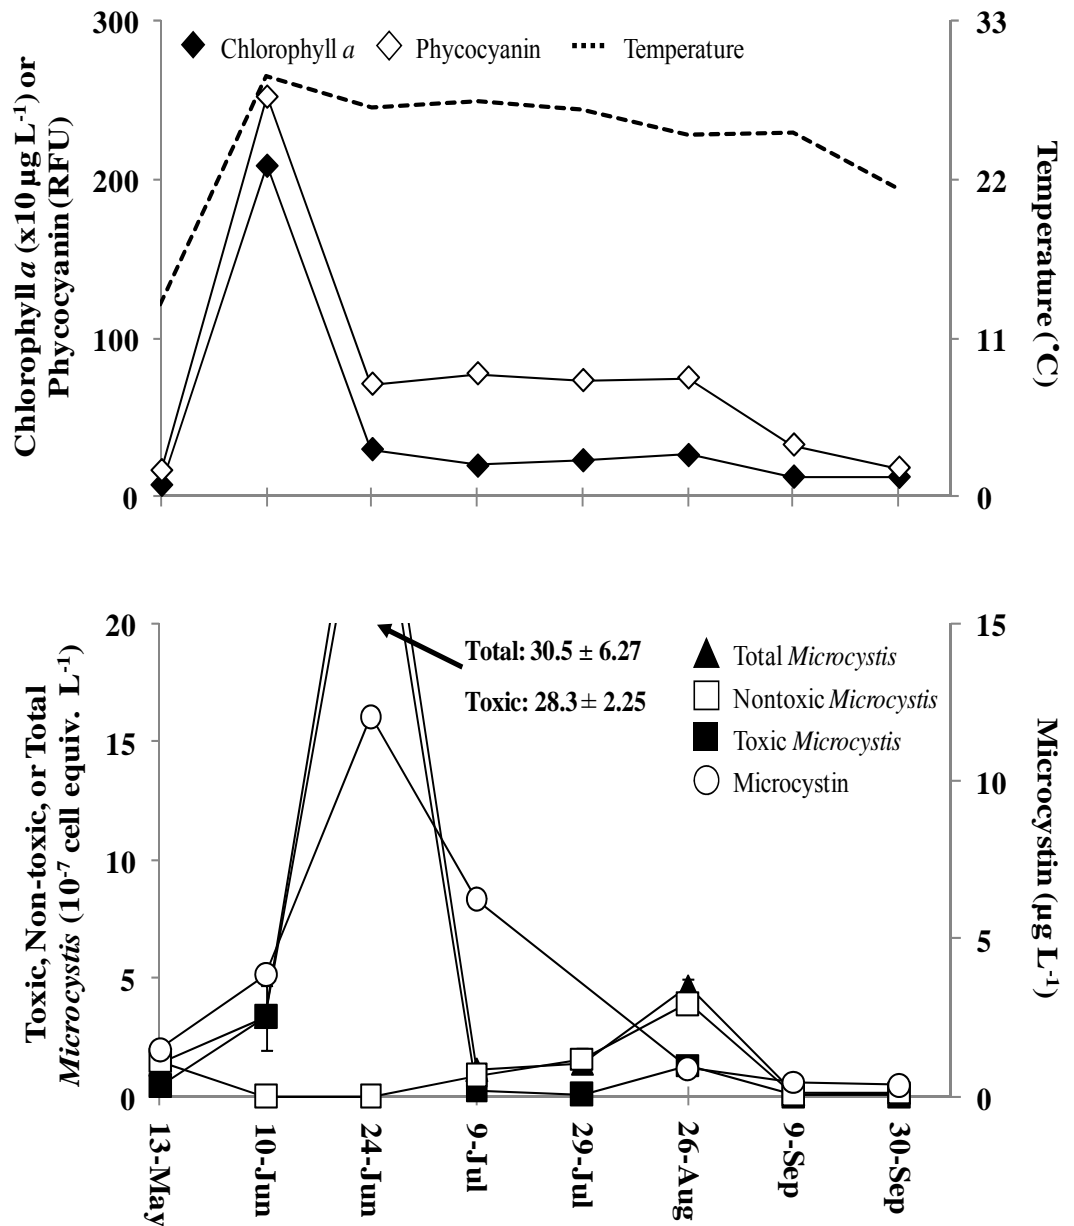 Chlorophyll a (x10 µg L-1) or
Phycocyanin (RFU)
300
200
100
0
Chlorophyll a
Phycocyanin
Temperature
33
22
11
0
Temperature (˚C)
Toxic, Non-toxic, or Total
Microcystis (10-7 cell equiv. L-1)
20
15
10
5
0
Total: 30.5 ± 6.27
Toxic: 28.3 ± 2.25
Total Microcystis
Nontoxic Microcystis
Toxic Microcystis
Microcystin
15
10
5
0
Microcystin (µg L-1)
13-May
10-Jun
24-Jun
9-Jul
29-Jul
26-Aug
9-Sep
30-Sep